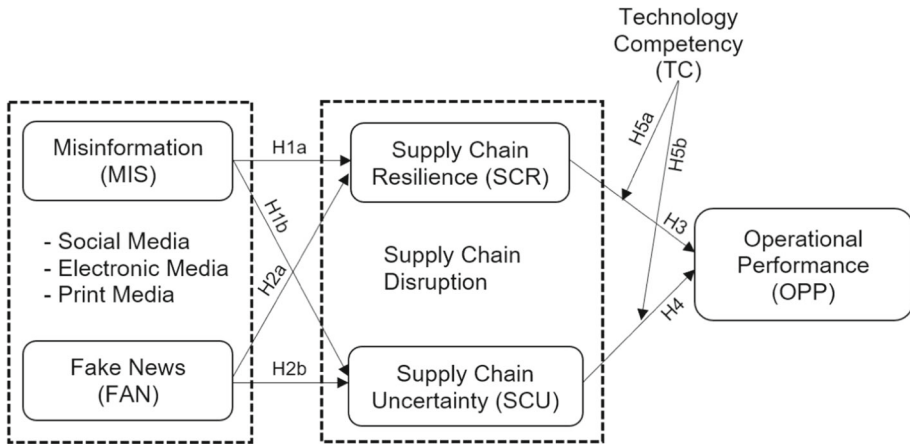 Technology
Competency
(TC)
Misinformation
(MIS)
- Social Media
- Electronic Media
- Print Media
Fake News
(FAN)
H1a
H1b
H2a
H2b
Supply Chain
Resilience (SCR)
Supply Chain
Disruption
Supply Chain
Uncertainty (SCU)
H5a
H5b
H3
H4
Operational
Performance
(OPP)